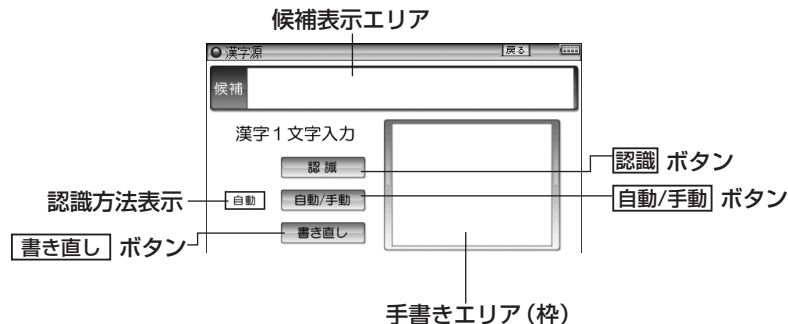 候補表示エリア
漢字源 戻る
候補
漢字1文字入力
認識
認識 ボタン
認識方法表示
自動
自動/手動
自動/手動 ボタン
書き直し ボタン
書き直し
手書きエリア(枠)